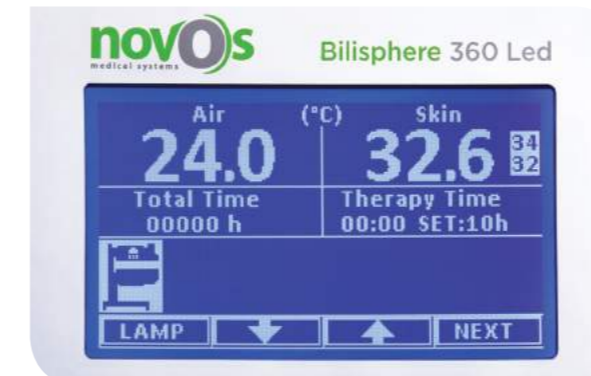 novos
medical systems
Bilisphere 360 Led
Air (°C) Skin
24.0 32.6 34
32
Total Time Therapy Time
00000 h 00:00 SET:10h
LAMP NEXT